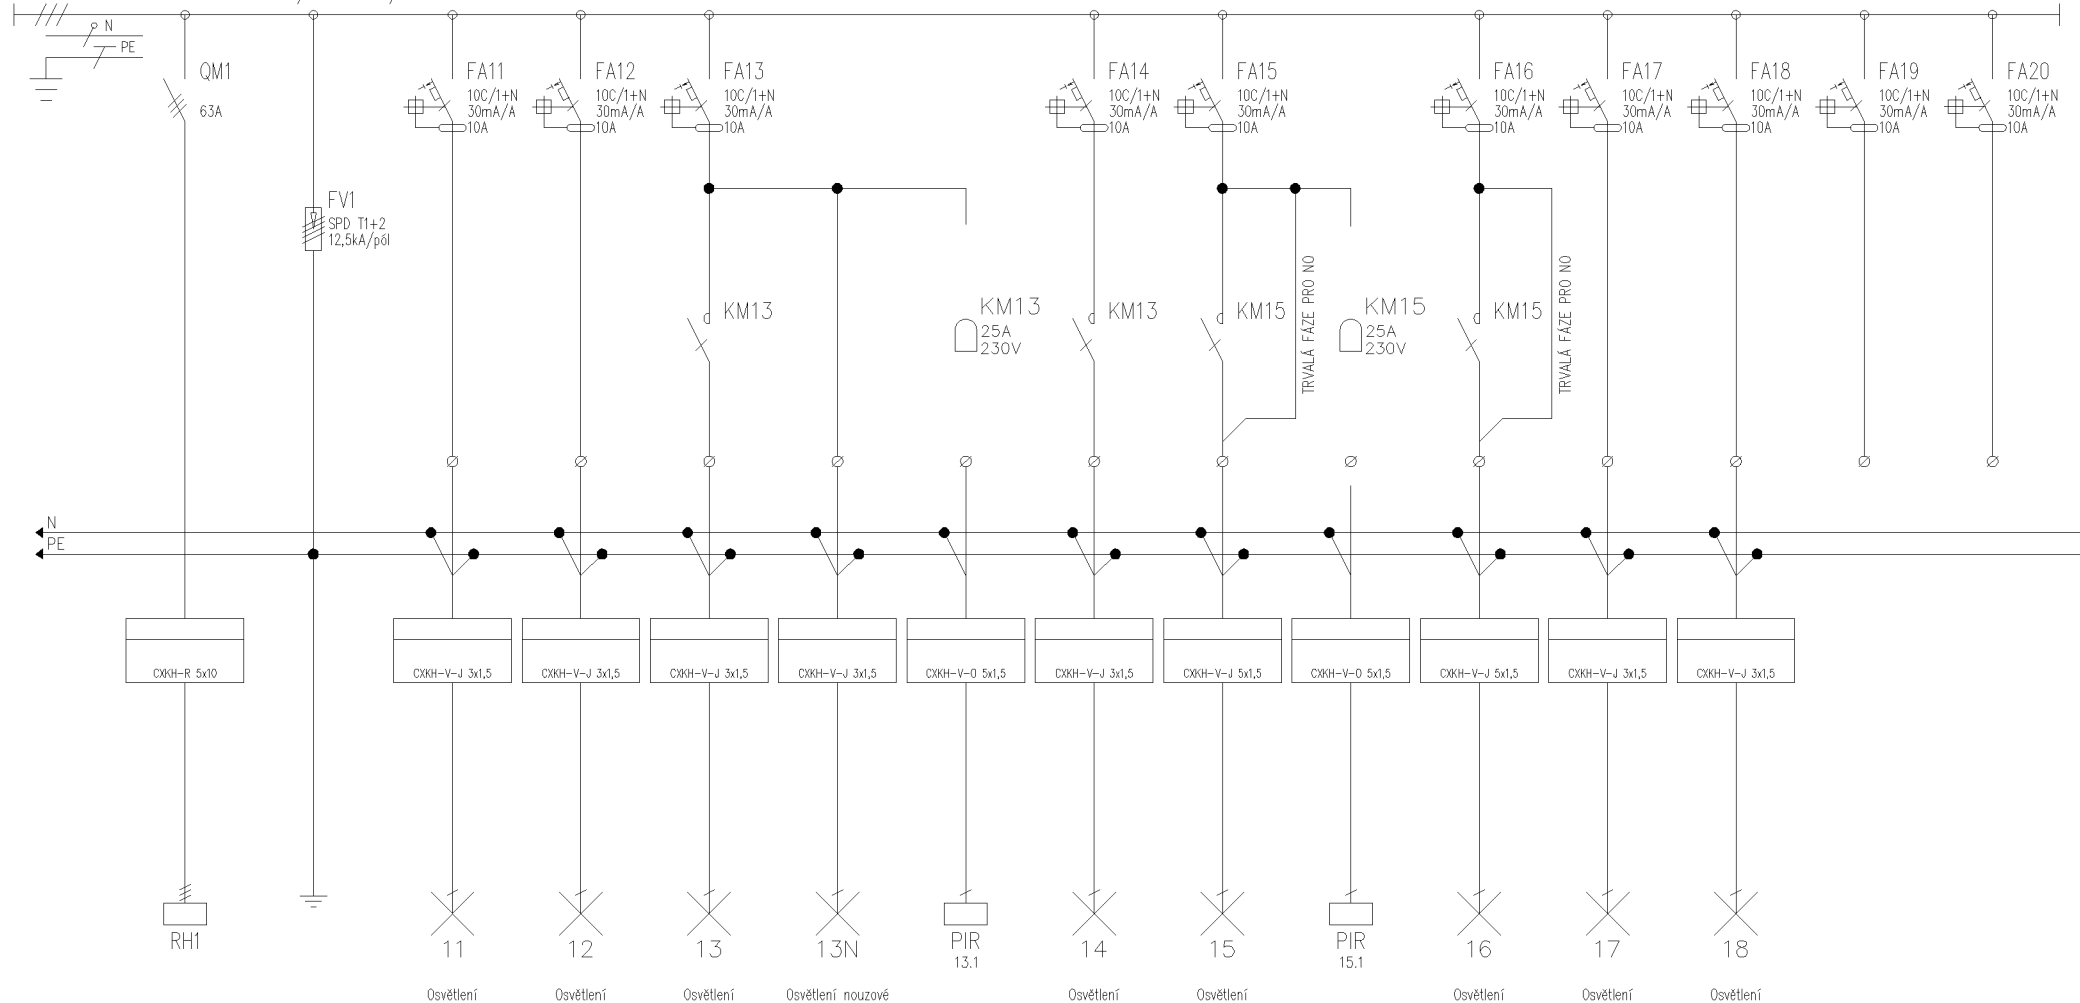 N
PE
QM1
63A
FV1
SPD T1+2
12,5kA/pól
FA11
10C/1+N
30mA/A
10A
FA12
10C/1+N
30mA/A
10A
FA13
10C/1+N
30mA/A
10A
FA14
10C/1+N
30mA/A
10A
FA15
10C/1+N
30mA/A
10A
FA16
10C/1+N
30mA/A
10A
FA17
10C/1+N
30mA/A
10A
FA18
10C/1+N
30mA/A
10A
FA19
10C/1+N
30mA/A
10A
FA20
10C/1+N
30mA/A
10A
KM13
KM13
25A
230V
KM13
KM15
TRVALÁ FÁZE PRO NO
KM15
25A
230V
KM15
TRVALÁ FÁZE PRO NO
N
PE
CXKH-R 5x10
CXKH-V-J 3x1,5
CXKH-V-J 3x1,5
CXKH-V-J 3x1,5
CXKH-V-J 3x1,5
CXKH-V-O 5x1,5
CXKH-V-J 3x1,5
CXKH-V-J 5x1,5
CXKH-V-O 5x1,5
CXKH-V-J 5x1,5
CXKH-V-J 3x1,5
CXKH-V-J 3x1,5
RH1
11
Osvětlení
12
Osvětlení
13
Osvětlení
13N
Osvětlení nouzové
PIR
13.1
14
Osvětlení
15
Osvětlení
PIR
15.1
16
Osvětlení
17
Osvětlení
18
Osvětlení